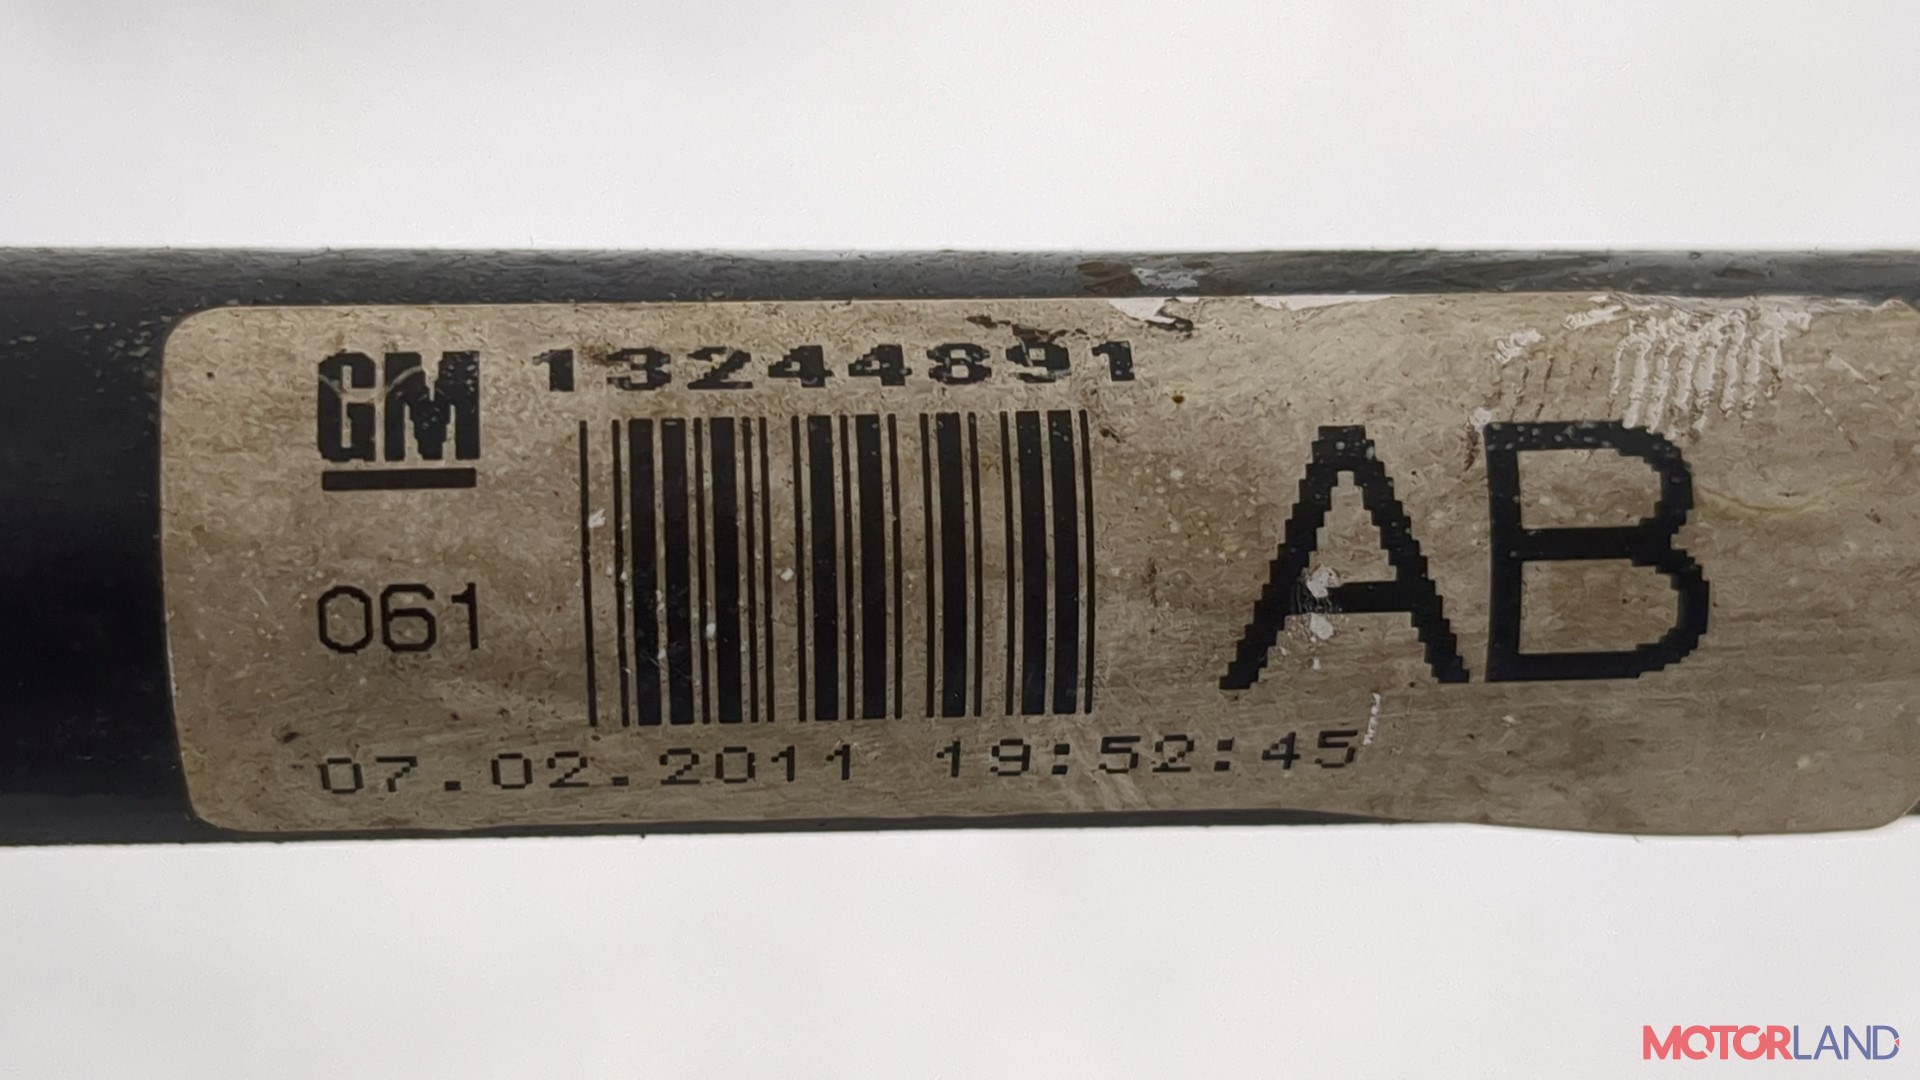 GM 13244891
061
AB
07.02.2011 19:52:45
MOTORLAND